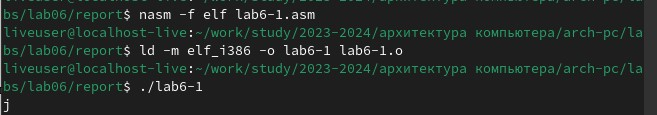 bs/lab06/report$ nasm -f elf lab6-1.asm
liveuser@localhost-live:~/work/study/2023-2024/архитектура компьютера/arch-pc/la
bs/lab06/report$ ld -m elf_i386 -o lab6-1 lab6-1.o
liveuser@localhost-live:~/work/study/2023-2024/архитектура компьютера/arch-pc/la
bs/lab06/report$ ./lab6-1
j